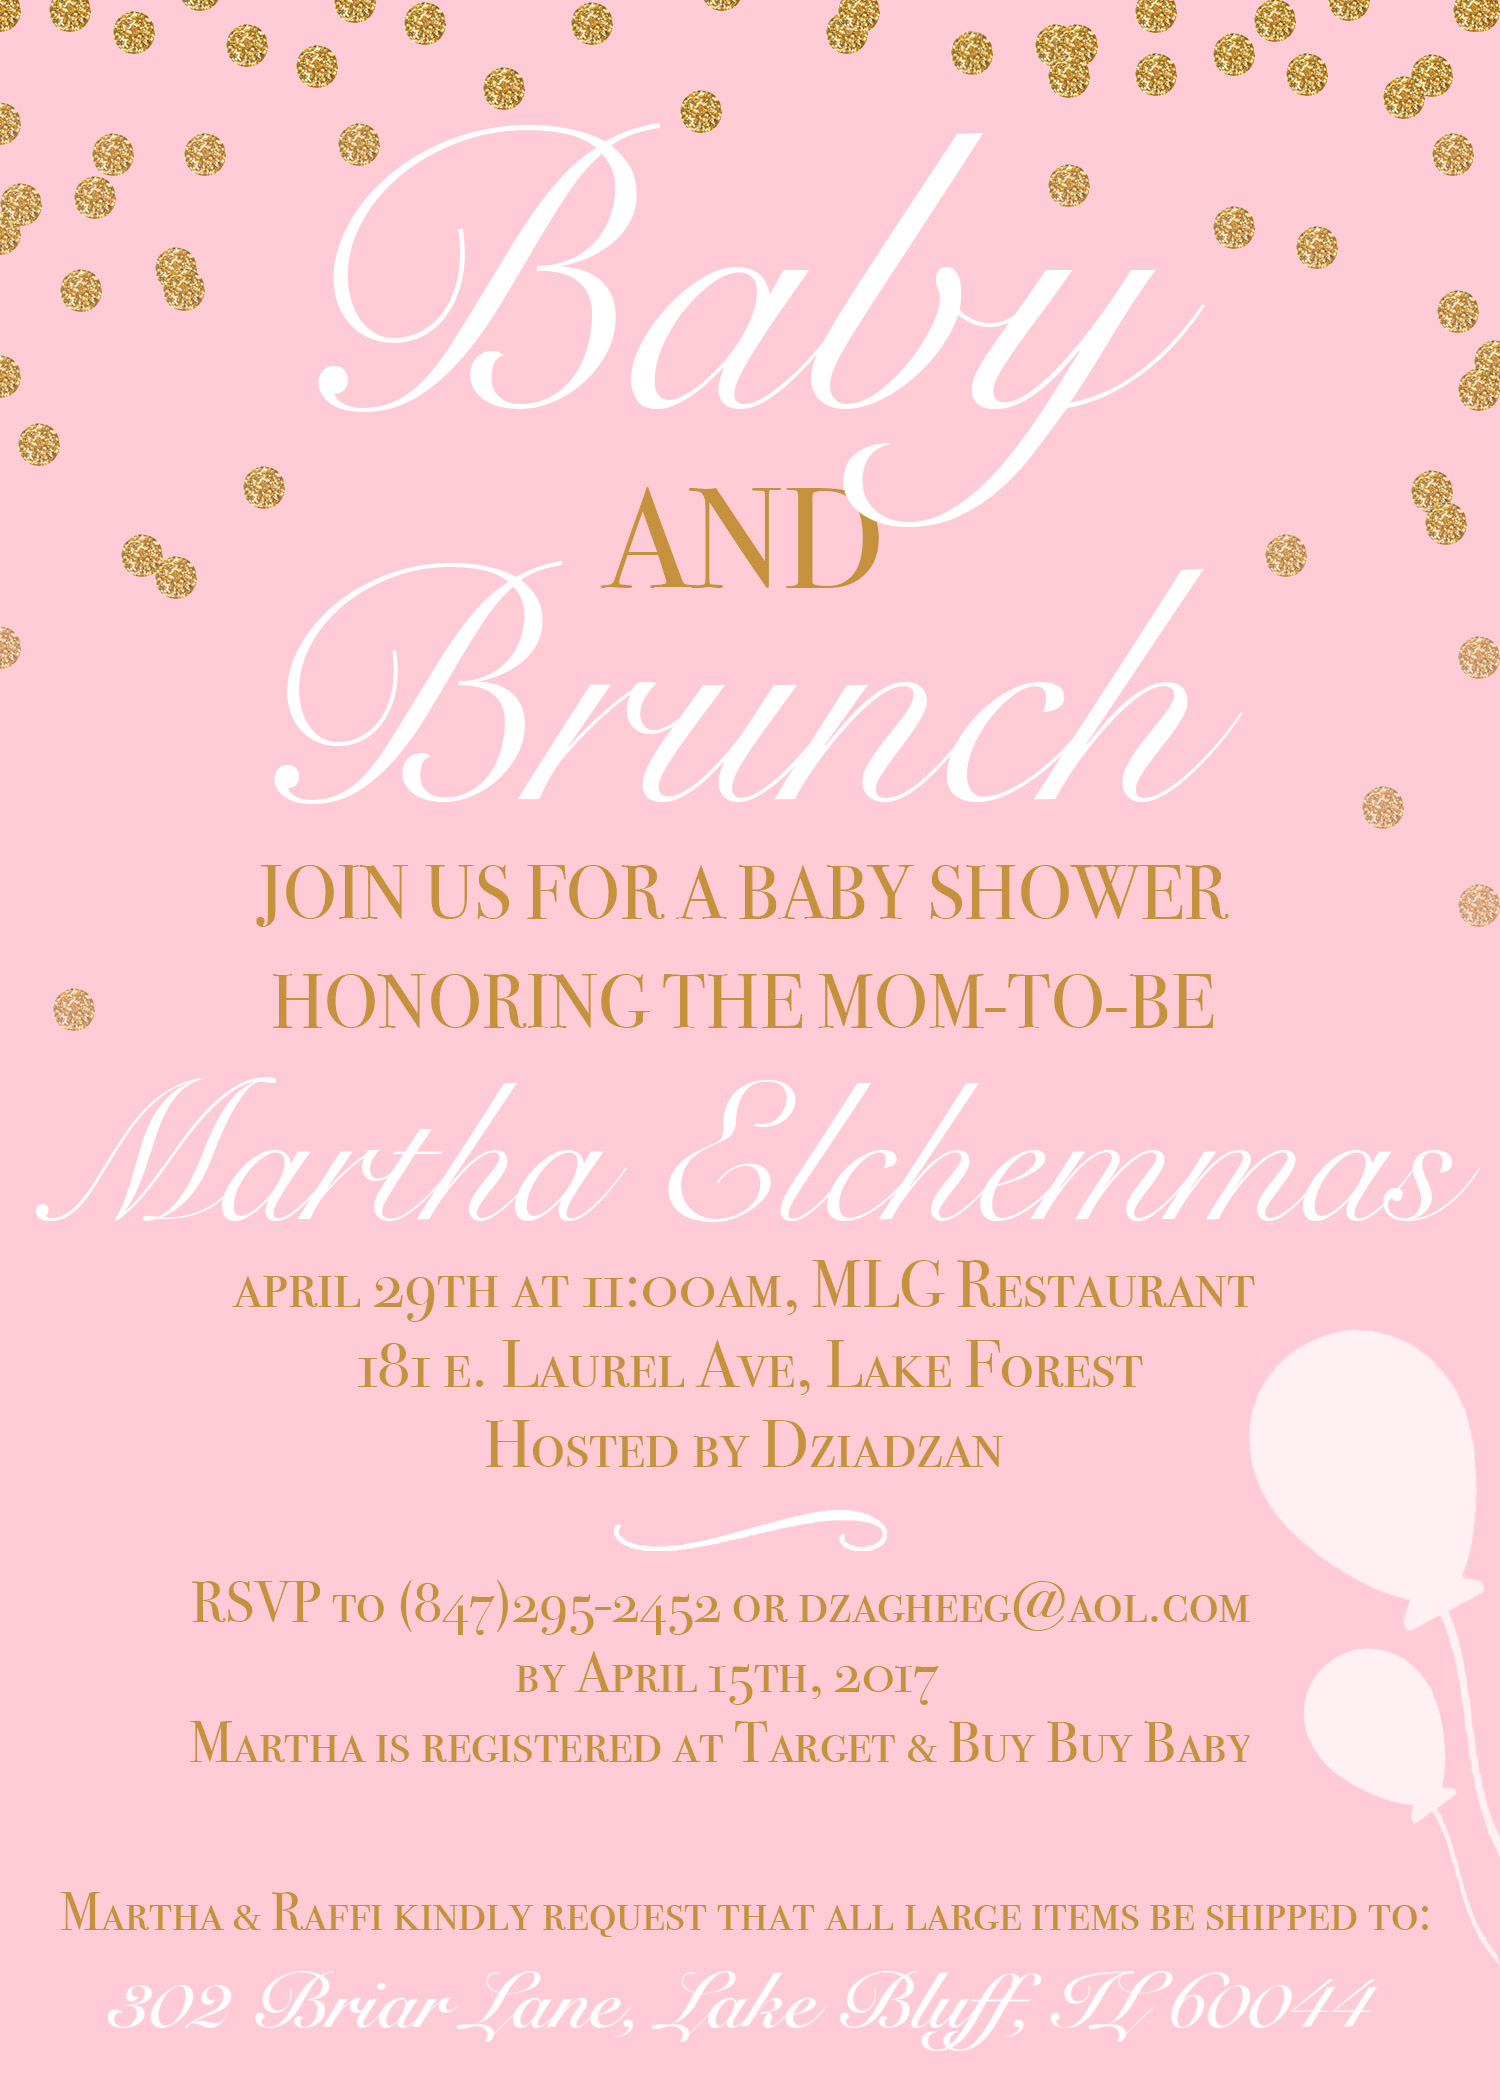 Baby
AND
Brunch
JOIN US FOR A BABY SHOWER
HONORING THE MOM-TO-BE
Martha Elchemmas
april 29th at 11:00am, MLG Restaurant
181 e. Laurel Ave, Lake Forest
Hosted by Dziadzan
RSVP to (847)295-2452 or dzagheeg@aol.com
by April 15th, 2017
Martha is registered at Target & Buy Buy Baby
Martha & Raffi kindly request that all large items be shipped to:
302 Briar Lane, Lake Bluff, IL 60044